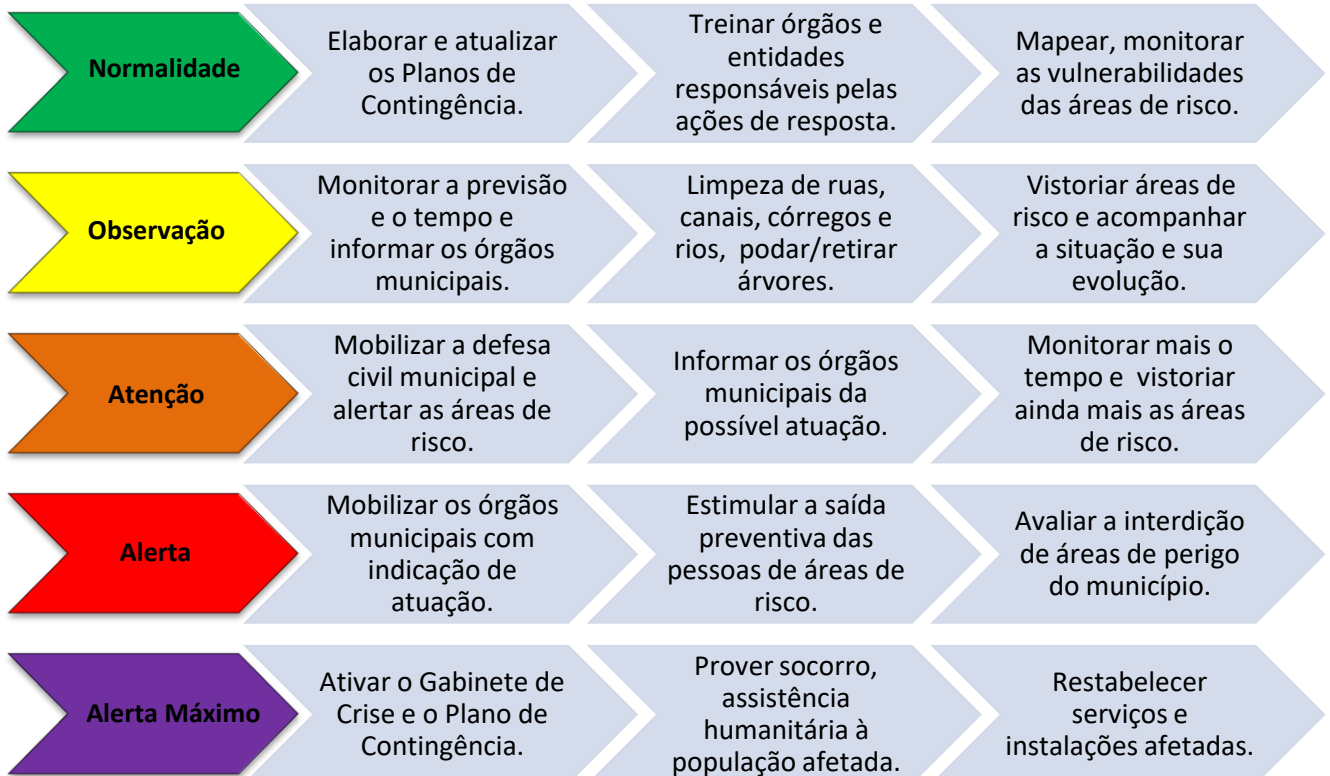 Normalidade
Elaborar e atualizar
os Planos de
Contingência.
Treinar órgãos e
entidades
responsáveis pelas
ações de resposta.
Mapear, monitorar
as vulnerabilidades
das áreas de risco.
Observação
Monitorar a previsão
e o tempo e
informar os órgãos
municipais.
Limpeza de ruas,
canais, córregos e
rios, podar/retirar
árvores.
Vistoriar áreas de
risco e acompanhar
a situação e sua
evolução.
Atenção
Mobilizar a defesa
civil municipal e
alertar as áreas de
risco.
Informar os órgãos
municipais da
possível atuação.
Monitorar mais o
tempo e vistoriar
ainda mais as áreas
de risco.
Alerta
Mobilizar os órgãos
municipais com
indicação de
atuação.
Estimular a saída
preventiva das
pessoas de áreas de
risco.
Avaliar a interdição
de áreas de perigo
do município.
Alerta Máximo
Ativar o Gabinete de
Crise e o Plano de
Contingência.
Prover socorro,
assistência
humanitária à
população afetada.
Restabelecer
serviços e
instalações afetadas.